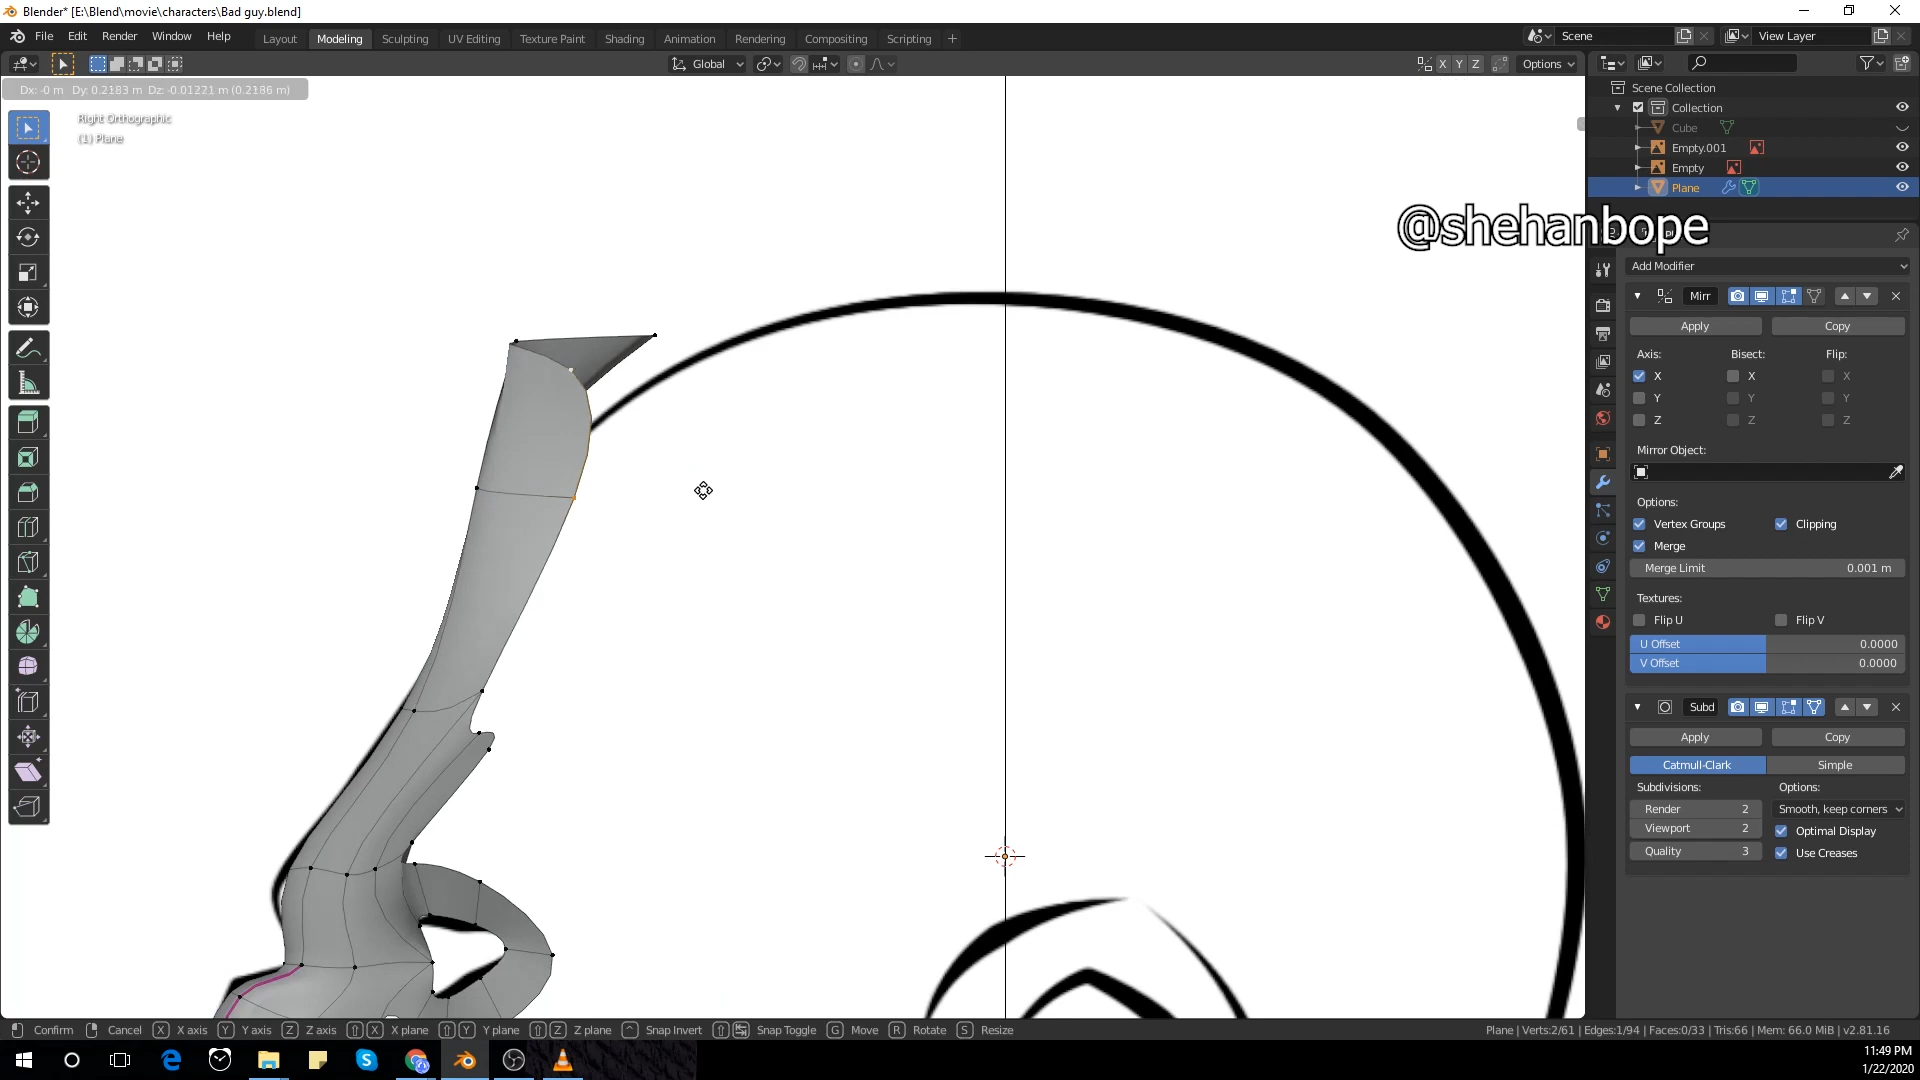 Blender* [E:\Blend\movie\characters\Bad guy.blend]
File Edit Render Window Help
Layout Modeling Sculpting UV Editing Texture Paint Shading Animation Rendering Compositing Scripting +
Scene
View Layer
Global
X Y Z
Options
Dx: -0 m Dy: 0.2183 m Dz: -0.01221 m (0.2186 m)
Right Orthographic
(1) Plane
Scene Collection
Collection
Cube
Empty.001
Empty
Plane
@shehanbope
Add Modifier
Mirr
Apply Copy
Axis: Bisect: Flip:
X X X
Y Y Y
Z Z Z
Mirror Object:
Options:
Vertex Groups Clipping
Merge
Merge Limit 0.001 m
Textures:
Flip U Flip V
U Offset 0.0000
V Offset 0.0000
Subd
Apply Copy
Catmull-Clark Simple
Subdivisions: Options:
Render 2 Smooth, keep corners
Viewport 2 Optimal Display
Quality 3 Use Creases
Confirm Cancel X X axis Y Y axis Z Z axis X X plane Y Y plane Z Z plane Snap Invert Snap Toggle G Move R Rotate S Resize
Plane | Verts:2/61 | Edges:1/94 | Faces:0/33 | Tris:66 | Mem: 66.0 MiB | v2.81.16
11:49 PM
1/22/2020